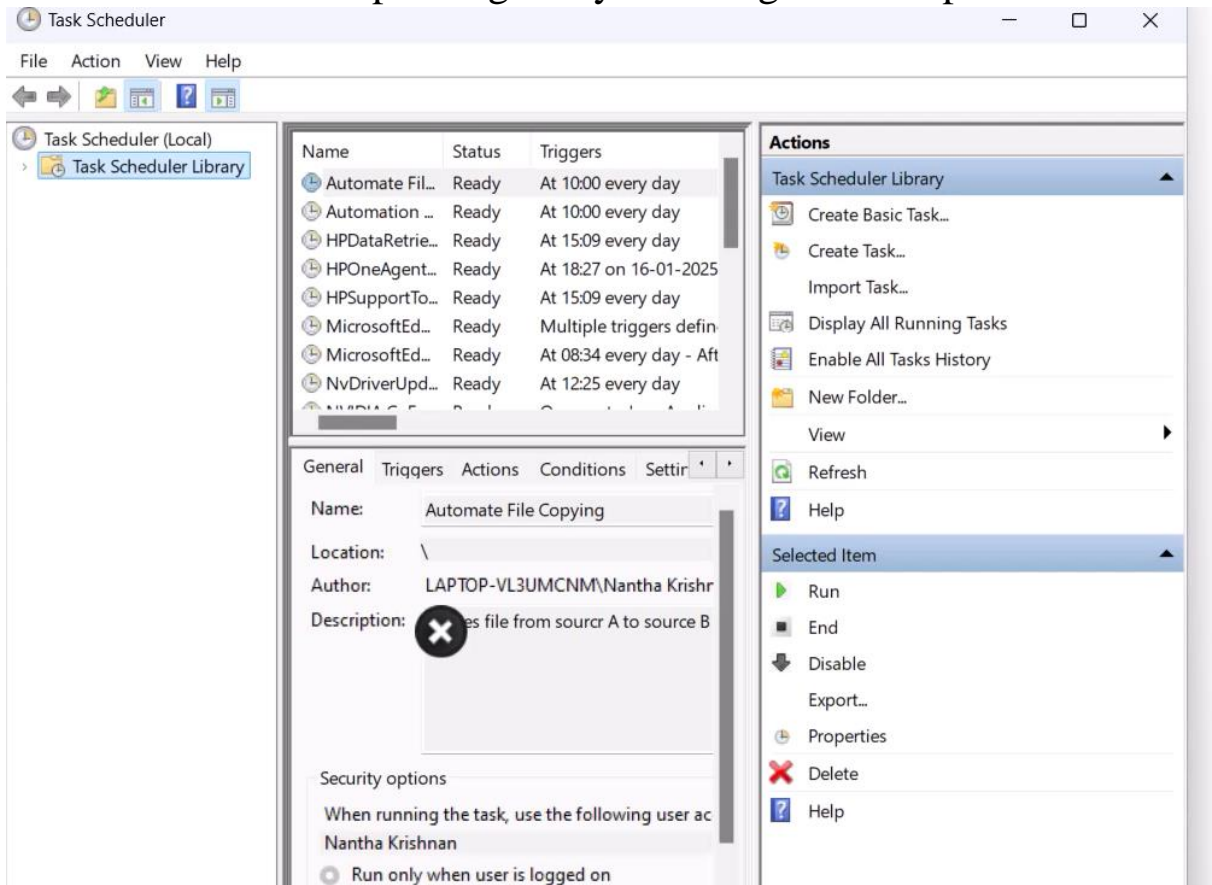 Task Scheduler
File Action View Help
Task Scheduler (Local)
Task Scheduler Library
Name Status Triggers
Automate Fil... Ready At 10:00 every day
Automation ... Ready At 10:00 every day
HPDataRetrie... Ready At 15:09 every day
HPOneAgent... Ready At 18:27 on 16-01-2025
HPSupportTo... Ready At 15:09 every day
MicrosoftEd... Ready Multiple triggers defin
MicrosoftEd... Ready At 08:34 every day - Aft
NvDriverUpd... Ready At 12:25 every day
General Triggers Actions Conditions Settin
Name: Automate File Copying
Location: \
Author: LAPTOP-VL3UMCNM\Nantha Krishn
Description: es file from sourcr A to source B
Security options
When running the task, use the following user ac
Nantha Krishnan
Run only when user is logged on
Actions
Task Scheduler Library
Create Basic Task...
Create Task...
Import Task...
Display All Running Tasks
Enable All Tasks History
New Folder...
View
Refresh
Help
Selected Item
Run
End
Disable
Export...
Properties
Delete
Help